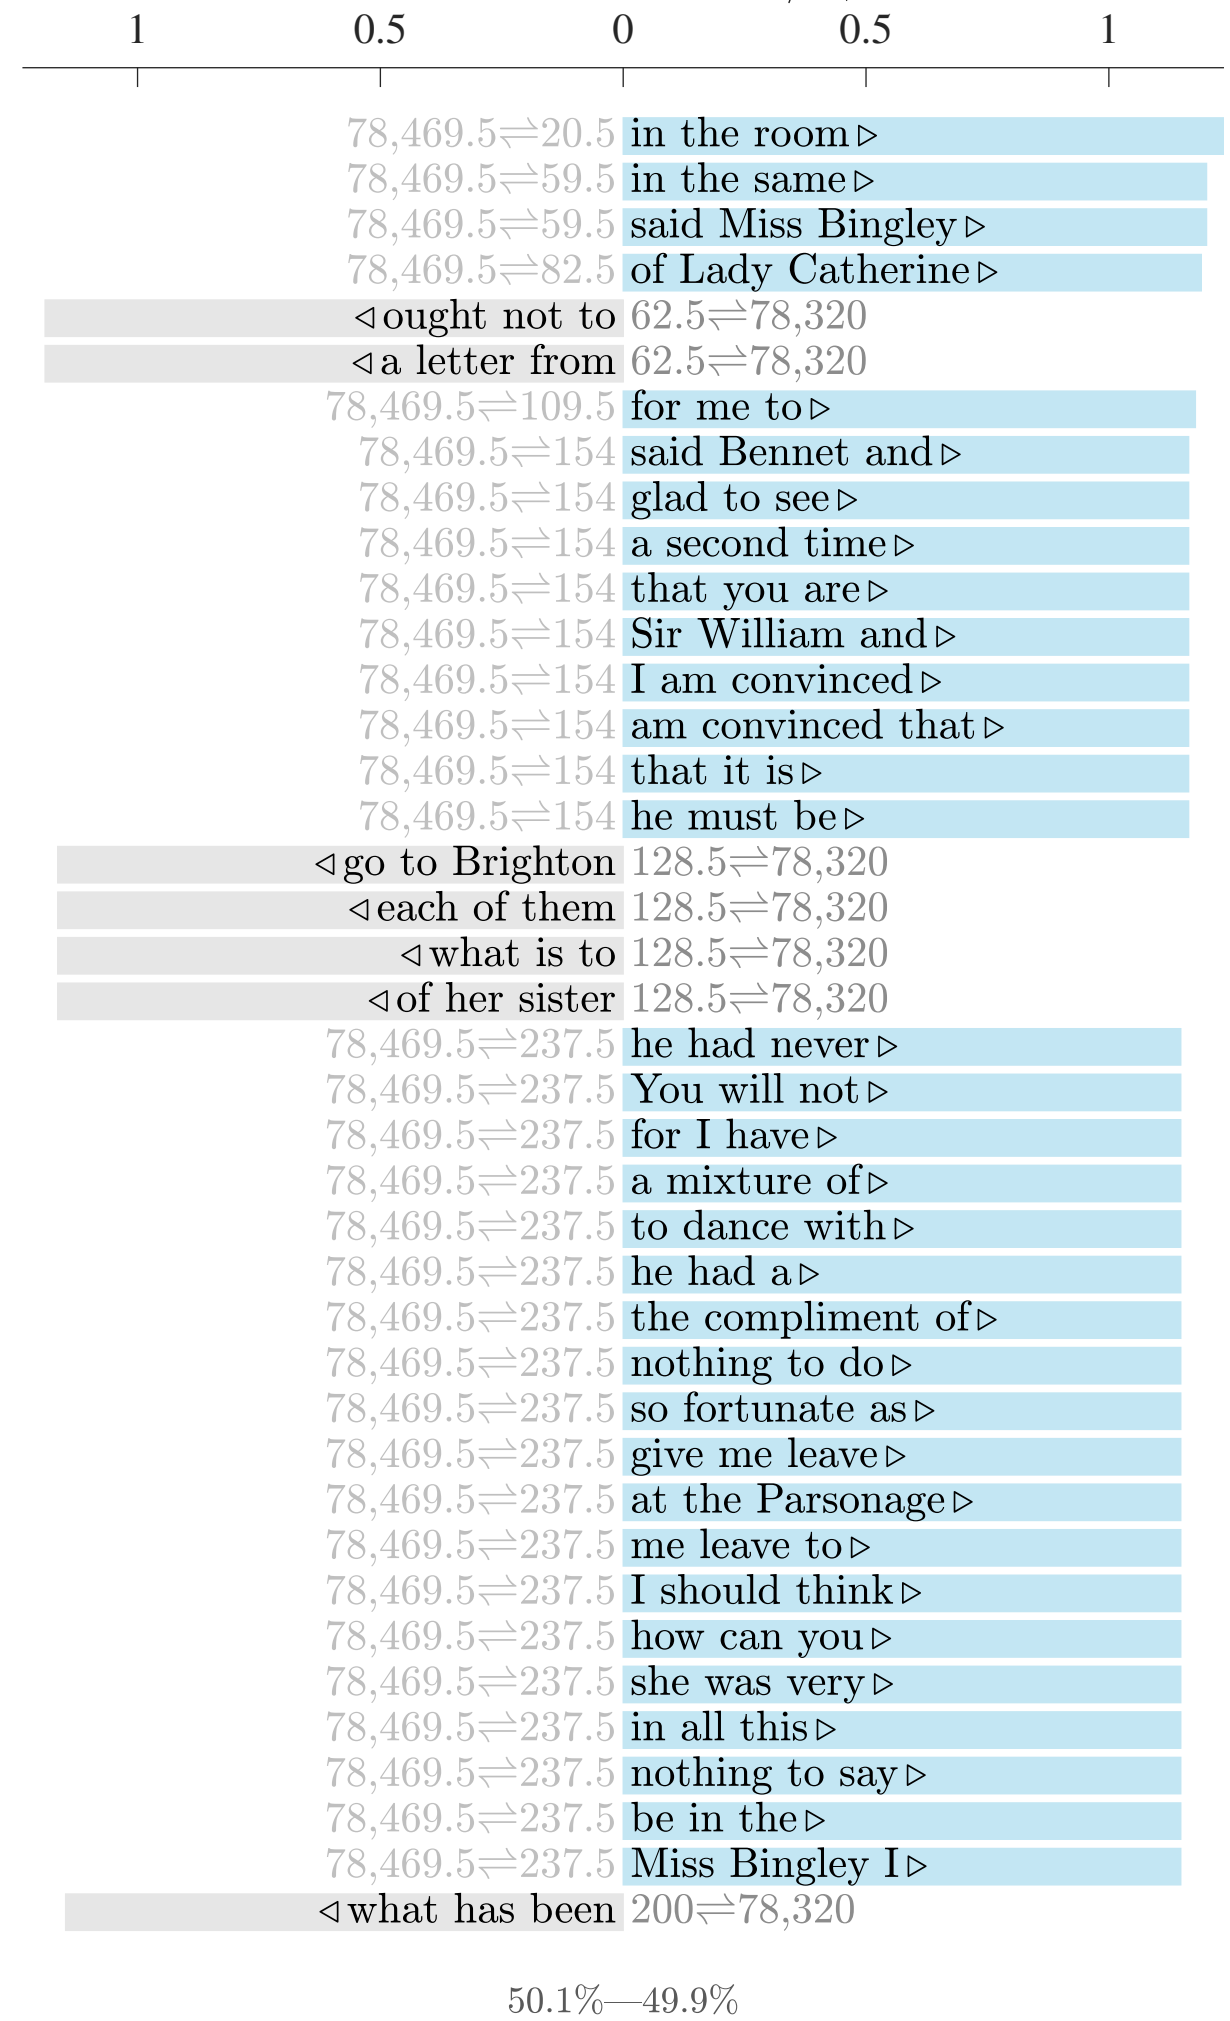 1 0.5 0 0.5 1
78,469.5⇌20.5 in the room▷
78,469.5⇌59.5 in the same▷
78,469.5⇌59.5 said Miss Bingley▷
78,469.5⇌82.5 of Lady Catherine▷
◁ought not to 62.5⇌78,320
◁a letter from 62.5⇌78,320
78,469.5⇌109.5 for me to▷
78,469.5⇌154 said Bennet and▷
78,469.5⇌154 glad to see▷
78,469.5⇌154 a second time▷
78,469.5⇌154 that you are▷
78,469.5⇌154 Sir William and▷
78,469.5⇌154 I am convinced▷
78,469.5⇌154 am convinced that▷
78,469.5⇌154 that it is▷
78,469.5⇌154 he must be▷
◁go to Brighton 128.5⇌78,320
◁each of them 128.5⇌78,320
◁what is to 128.5⇌78,320
◁of her sister 128.5⇌78,320
78,469.5⇌237.5 he had never▷
78,469.5⇌237.5 You will not▷
78,469.5⇌237.5 for I have▷
78,469.5⇌237.5 a mixture of▷
78,469.5⇌237.5 to dance with▷
78,469.5⇌237.5 he had a▷
78,469.5⇌237.5 the compliment of▷
78,469.5⇌237.5 nothing to do▷
78,469.5⇌237.5 so fortunate as▷
78,469.5⇌237.5 give me leave▷
78,469.5⇌237.5 at the Parsonage▷
78,469.5⇌237.5 me leave to▷
78,469.5⇌237.5 I should think▷
78,469.5⇌237.5 how can you▷
78,469.5⇌237.5 she was very▷
78,469.5⇌237.5 in all this▷
78,469.5⇌237.5 nothing to say▷
78,469.5⇌237.5 be in the▷
78,469.5⇌237.5 Miss Bingley I▷
◁what has been 200⇌78,320
50.1%—49.9%